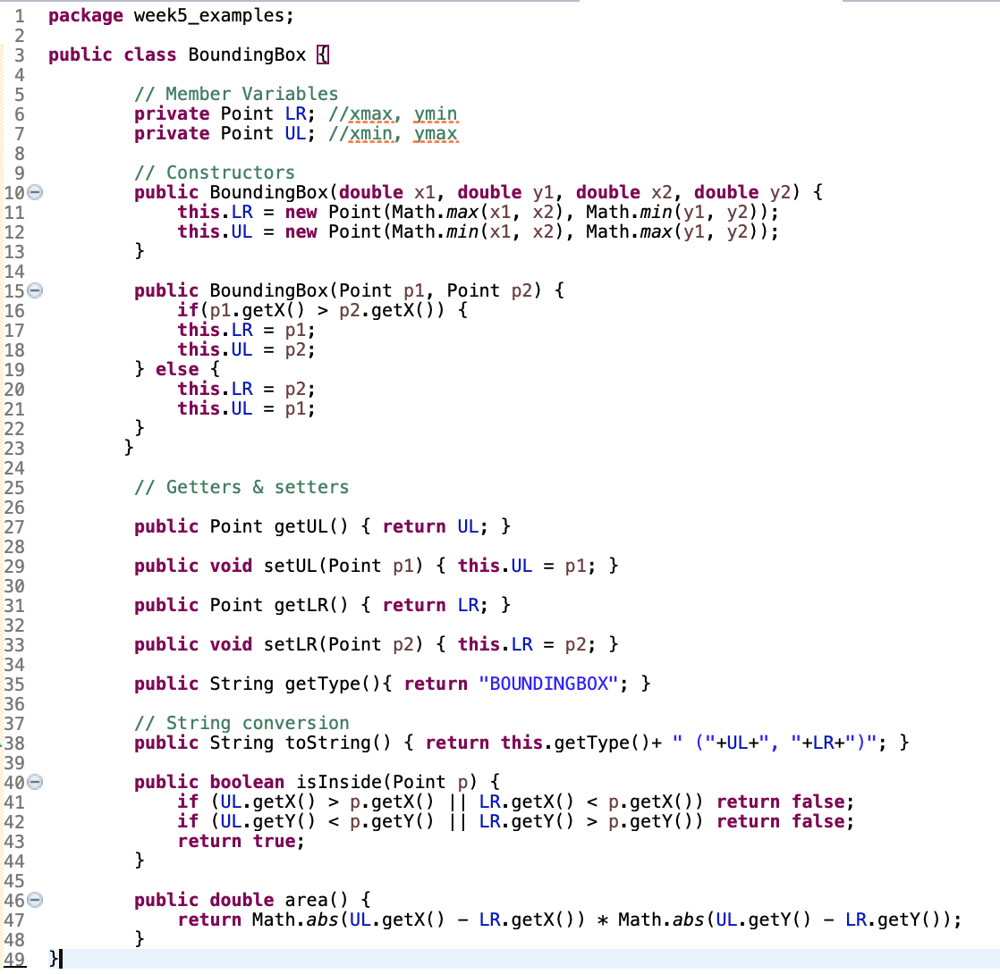 1 package week5_examples;
2
3 public class BoundingBox {
4
5 // Member Variables
6 private Point LR; //xmax, ymin
7 private Point UL; //xmin, ymax
8
9 // Constructors
10 public BoundingBox(double x1, double y1, double x2, double y2) {
11 this.LR = new Point(Math.max(x1, x2), Math.min(y1, y2));
12 this.UL = new Point(Math.min(x1, x2), Math.max(y1, y2));
13 }
14
15 public BoundingBox(Point p1, Point p2) {
16 if(p1.getX() > p2.getX()) {
17 this.LR = p1;
18 this.UL = p2;
19 } else {
20 this.LR = p2;
21 this.UL = p1;
22 }
23 }
24
25 // Getters & setters
26
27 public Point getUL() { return UL; }
28
29 public void setUL(Point p1) { this.UL = p1; }
30
31 public Point getLR() { return LR; }
32
33 public void setLR(Point p2) { this.LR = p2; }
34
35 public String getType(){ return "BOUNDINGBOX"; }
36
37 // String conversion
38 public String toString() { return this.getType()+ " ("+UL+", "+LR+")"; }
39
40 public boolean isInside(Point p) {
41 if (UL.getX() > p.getX() || LR.getX() < p.getX()) return false;
42 if (UL.getY() < p.getY() || LR.getY() > p.getY()) return false;
43 return true;
44 }
45
46 public double area() {
47 return Math.abs(UL.getX() - LR.getX()) * Math.abs(UL.getY() - LR.getY());
48 }
49 }